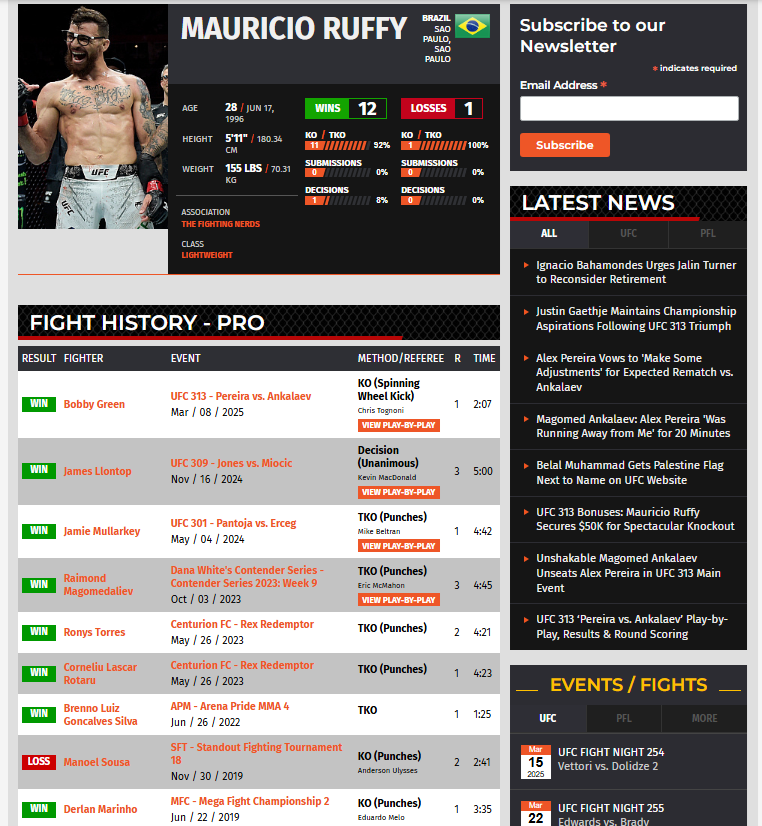 MAURICIO RUFFY
BRAZIL
SAO
PAULO,
SAO
PAULO
AGE
28 / JUN 17,
1996
HEIGHT
5'11" / 180.34
CM
WEIGHT
155 LBS / 70.31
KG
ASSOCIATION
THE FIGHTING NERDS
CLASS
LIGHTWEIGHT
WINS 12
KO / TKO
11 92%
SUBMISSIONS
0 0%
DECISIONS
1 8%
LOSSES 1
KO / TKO
1 100%
SUBMISSIONS
0 0%
DECISIONS
0 0%
UFC
UFC
FIGHT HISTORY - PRO
RESULT FIGHTER EVENT METHOD/REFEREE R TIME
WIN Bobby Green UFC 313 - Pereira vs. Ankalaev
Mar / 08 / 2025
KO (Spinning
Wheel Kick)
Chris Tognoni
VIEW PLAY-BY-PLAY
1 2:07
WIN James Llontop UFC 309 - Jones vs. Miocic
Nov / 16 / 2024
Decision
(Unanimous)
Kevin MacDonald
VIEW PLAY-BY-PLAY
3 5:00
WIN Jamie Mullarkey UFC 301 - Pantoja vs. Erceg
May / 04 / 2024
TKO (Punches)
Mike Beltran
VIEW PLAY-BY-PLAY
1 4:42
WIN Raimond
Magomedaliev
Dana White's Contender Series -
Contender Series 2023: Week 9
Oct / 03 / 2023
TKO (Punches)
Eric McMahon
VIEW PLAY-BY-PLAY
3 4:45
WIN Ronys Torres Centurion FC - Rex Redemptor
May / 26 / 2023
TKO (Punches)
2 4:21
WIN Corneliu Lascar
Rotaru
Centurion FC - Rex Redemptor
May / 26 / 2023
TKO (Punches)
1 4:23
WIN Brenno Luiz
Goncalves Silva
APM - Arena Pride MMA 4
Jun / 26 / 2022
TKO
1 1:25
LOSS Manoel Sousa SFT - Standout Fighting Tournament
18
Nov / 30 / 2019
KO (Punches)
Anderson Ulysses
2 2:41
WIN Derlan Marinho MFC - Mega Fight Championship 2
Jun / 22 / 2019
KO (Punches)
Eduardo Melo
1 3:35
Subscribe to our
Newsletter
* indicates required
Email Address *
Subscribe
LATEST NEWS
ALL UFC PFL
Ignacio Bahamondes Urges Jalin Turner
to Reconsider Retirement
Justin Gaethje Maintains Championship
Aspirations Following UFC 313 Triumph
Alex Pereira Vows to 'Make Some
Adjustments' for Expected Rematch vs.
Ankalaev
Magomed Ankalaev: Alex Pereira 'Was
Running Away from Me' for 20 Minutes
Belal Muhammad Gets Palestine Flag
Next to Name on UFC Website
UFC 313 Bonuses: Mauricio Ruffy
Secures $50K for Spectacular Knockout
Unshakable Magomed Ankalaev
Unseats Alex Pereira in UFC 313 Main
Event
UFC 313 ‘Pereira vs. Ankalaev’ Play-by-
Play, Results & Round Scoring
EVENTS / FIGHTS
UFC PFL MORE
Mar
15
2025
UFC FIGHT NIGHT 254
Vettori vs. Dolidze 2
Mar
22
UFC FIGHT NIGHT 255
Edwards vs. Brady